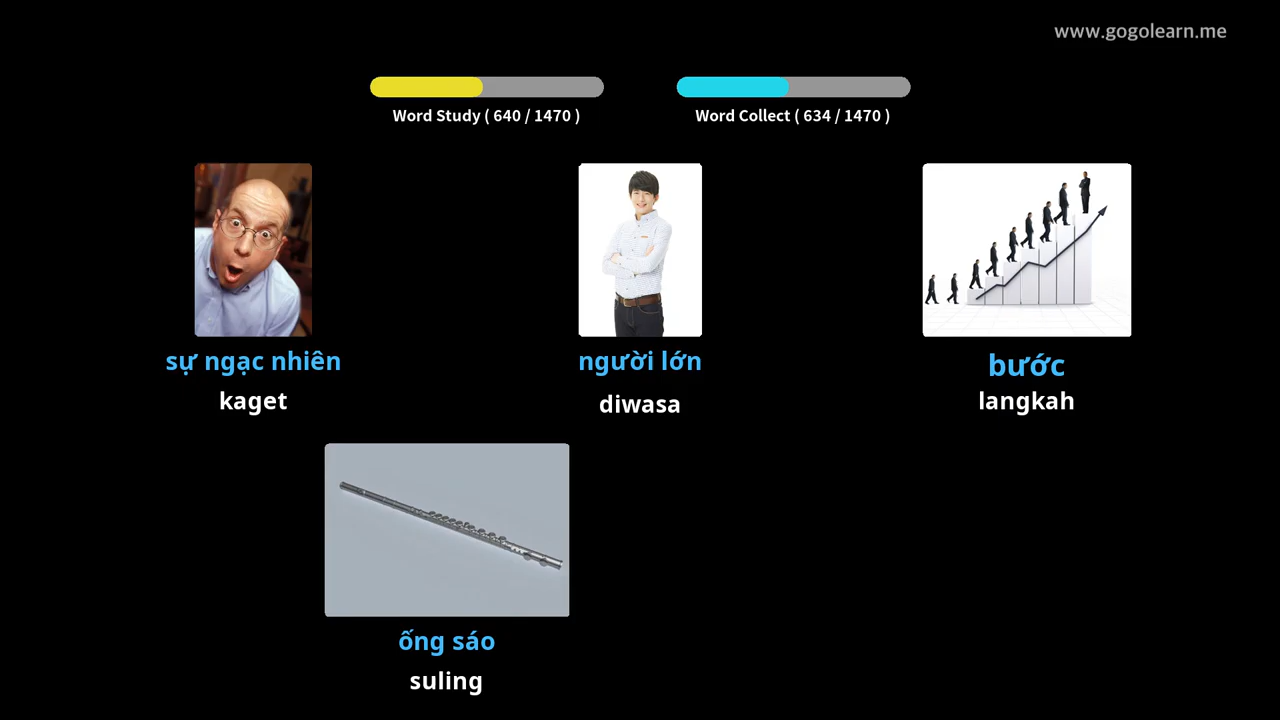 www.gogolearn.me
Word Study ( 640 / 1470 )
Word Collect ( 634 / 1470 )
sự ngạc nhiên
kaget
người lớn
diwasa
bước
langkah
ống sáo
suling